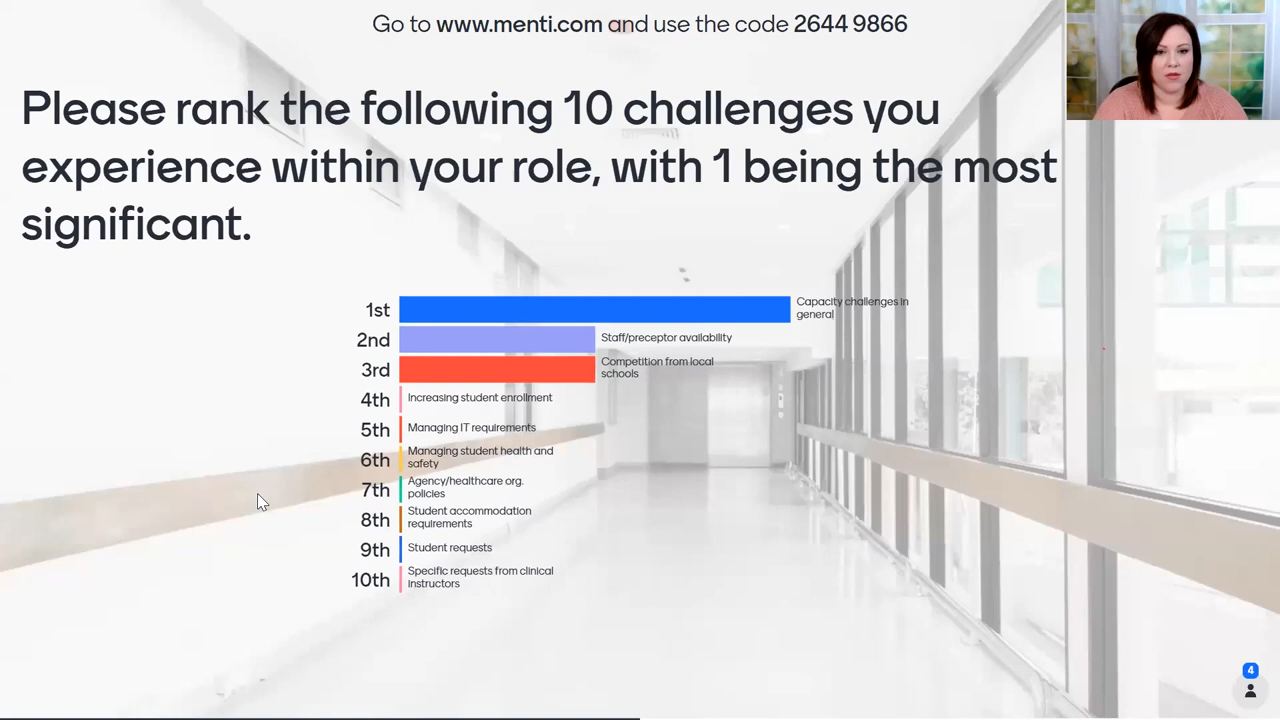 Go to www.menti.com and use the code 2644 9866
Please rank the following 10 challenges you
experience within your role, with 1 being the most
significant.
1st
Capacity challenges in
general
2nd
Staff/preceptor availability
3rd
Competition from local
schools
4th
Increasing student enrollment
5th
Managing IT requirements
6th
Managing student health and
safety
7th
Agency/healthcare org.
policies
8th
Student accommodation
requirements
9th
Student requests
10th
Specific requests from clinical
instructors
4